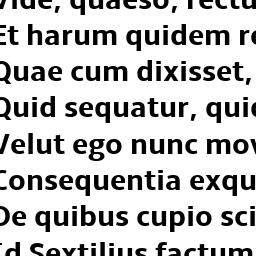 Vide, quaeso, rectu
Et harum quidem re
Quae cum dixisset,
Quid sequatur, quid
Velut ego nunc mov
Consequentia exqu
De quibus cupio sci
Id Sextilius factum